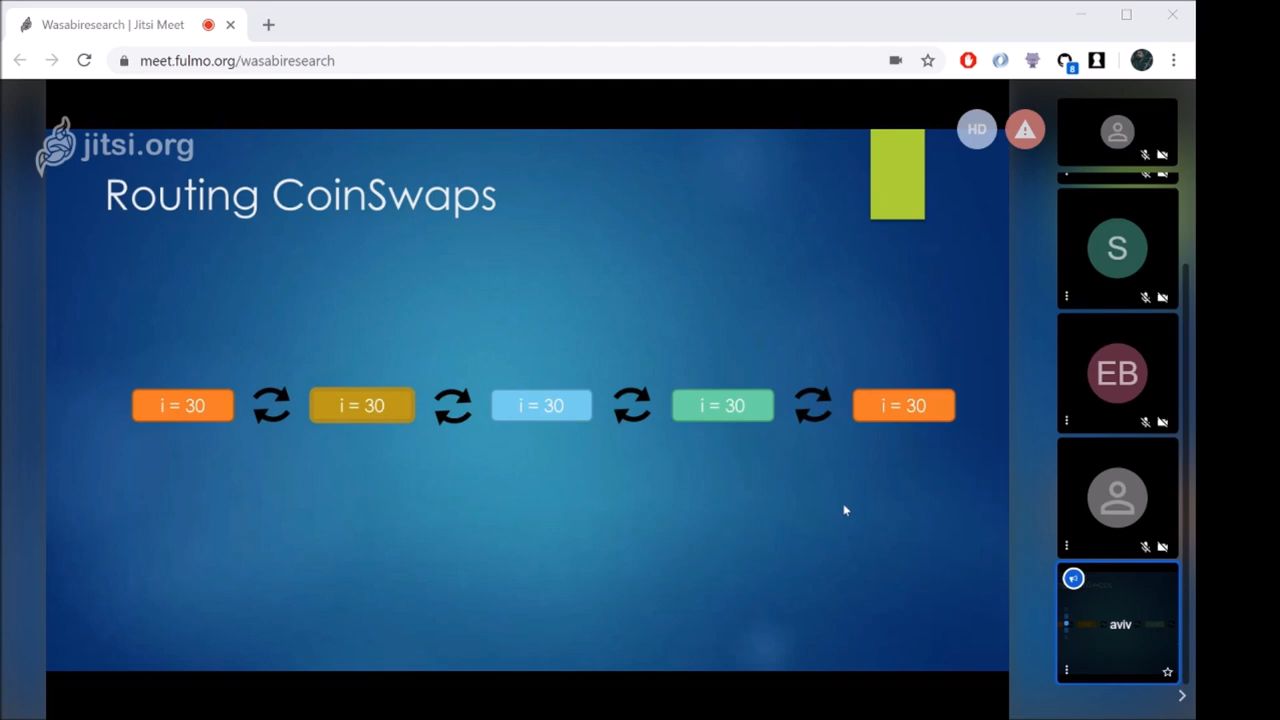 Wasabiresearch | Jitsi Meet
meet.fulmo.org/wasabiresearch
8
jitsi.org
HD
Routing CoinSwaps
i = 30
i = 30
i = 30
i = 30
i = 30
S
EB
aviv